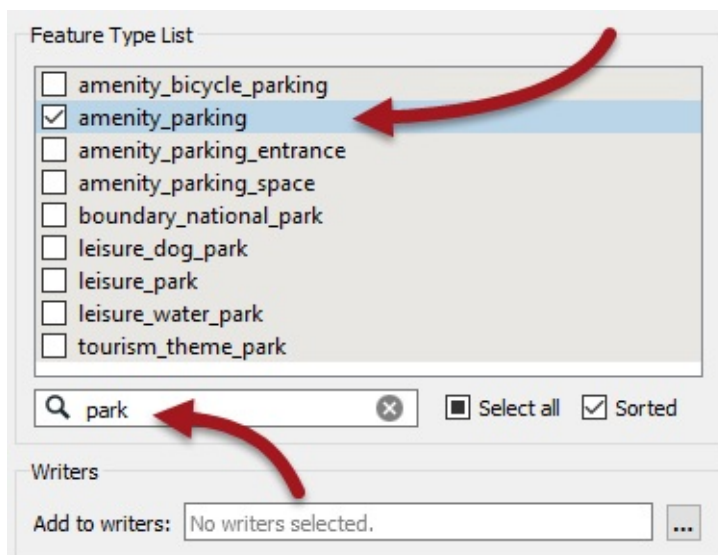 Feature Type List
amenity_bicycle_parking
amenity_parking
amenity_parking_entrance
amenity_parking_space
boundary_national_park
leisure_dog_park
leisure_park
leisure_water_park
tourism_theme_park
park Select all Sorted
Writers
Add to writers: No writers selected. ...